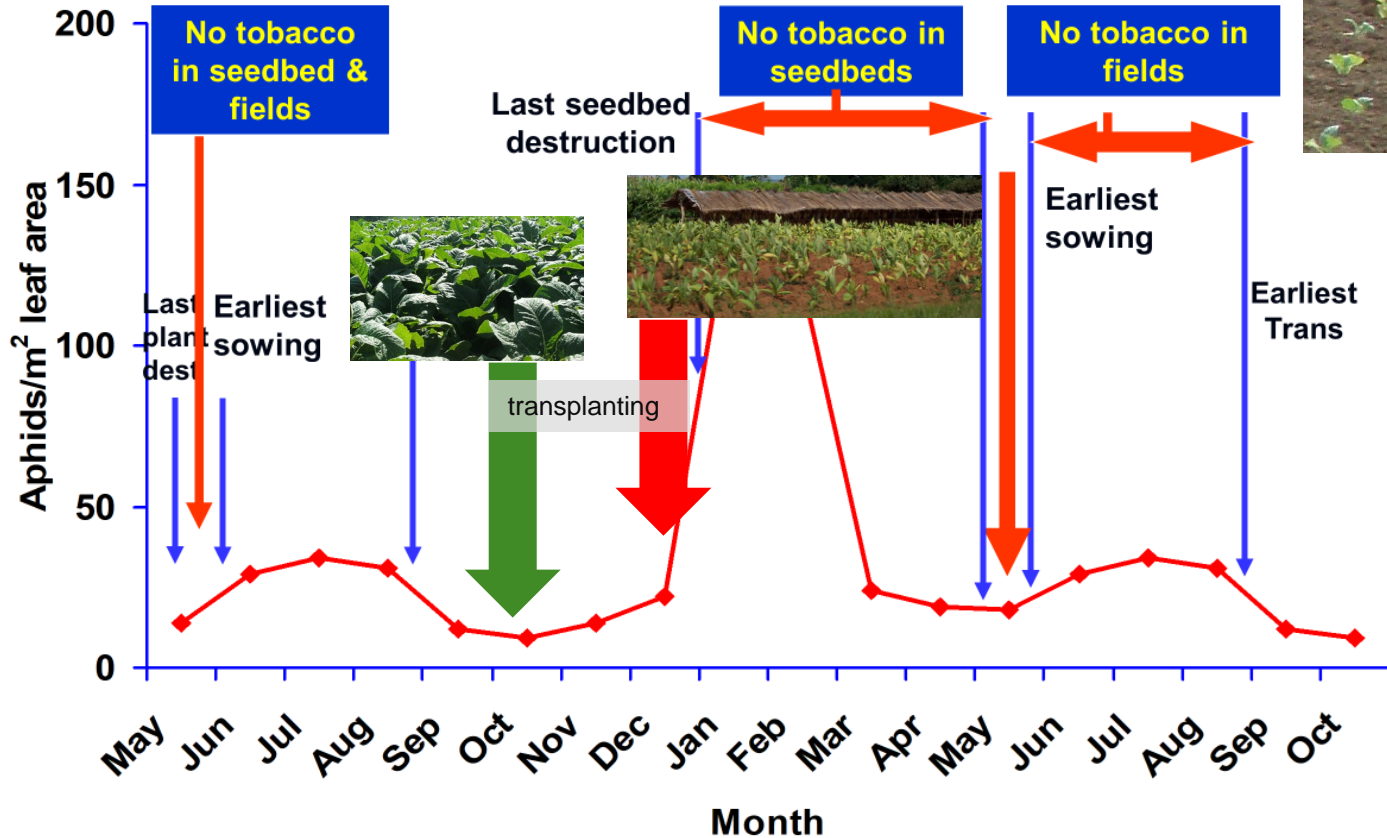 200
150
100
50
0
Aphids/m² leaf area
No tobacco
in seedbed &
fields
No tobacco in
seedbeds
No tobacco in
fields
Last seedbed
destruction
Earliest
sowing
Last
plant
dest
Earliest
sowing
Earliest
Trans
transplanting
May
Jun
Jul
Aug
Sep
Oct
Nov
Dec
Jan
Feb
Mar
Apr
May
Jun
Jul
Aug
Sep
Oct
Month